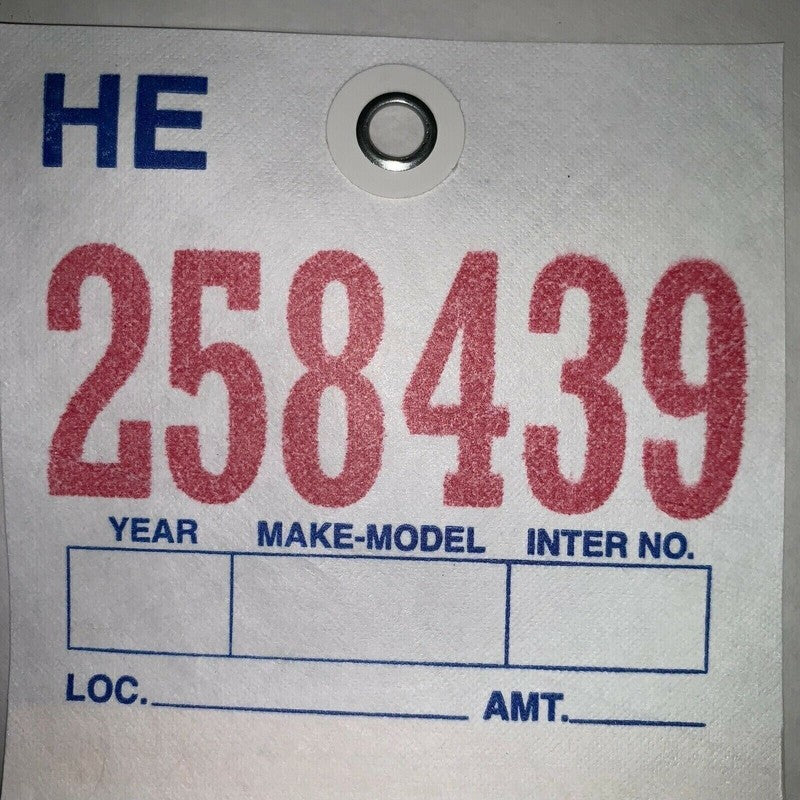 HE
258439
YEAR MAKE-MODEL INTER NO.
LOC. AMT.